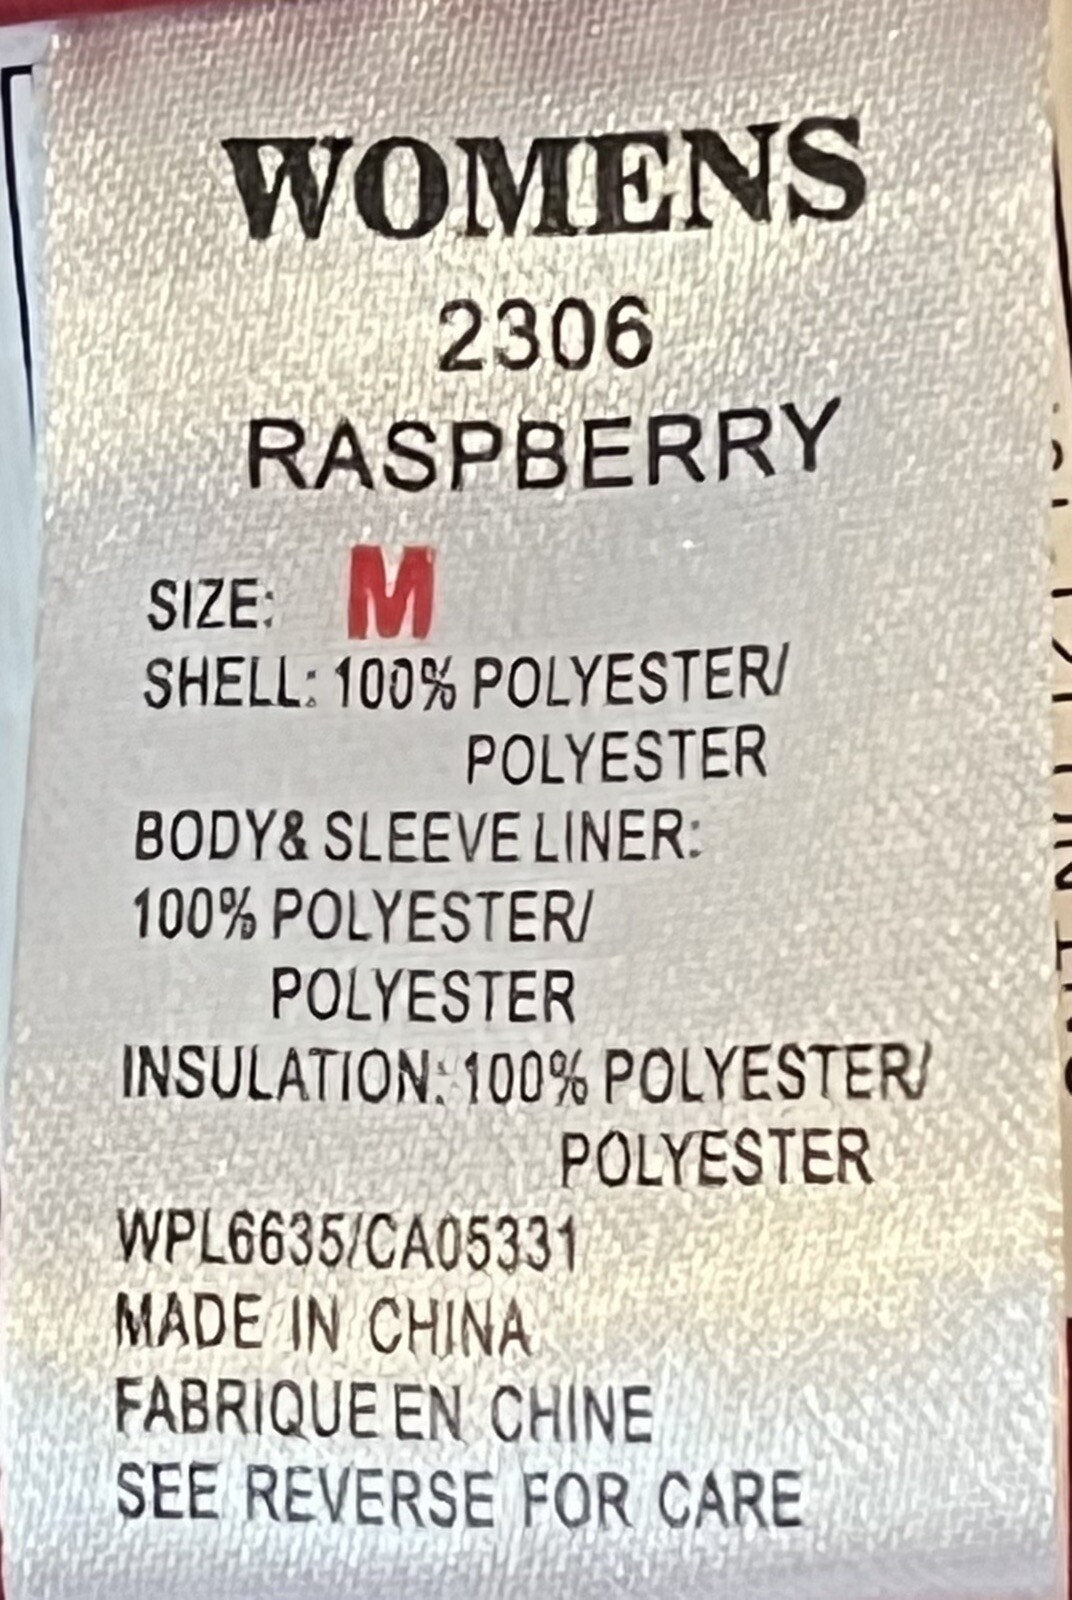 WOMENS
2306
RASPBERRY
SIZE: M
SHELL: 100% POLYESTER/
POLYESTER
BODY& SLEEVE LINER:
100% POLYESTER/
POLYESTER
INSULATION: 100% POLYESTER/
POLYESTER
WPL6635/CA05331
MADE IN CHINA
FABRIQUE EN CHINE
SEE REVERSE FOR CARE